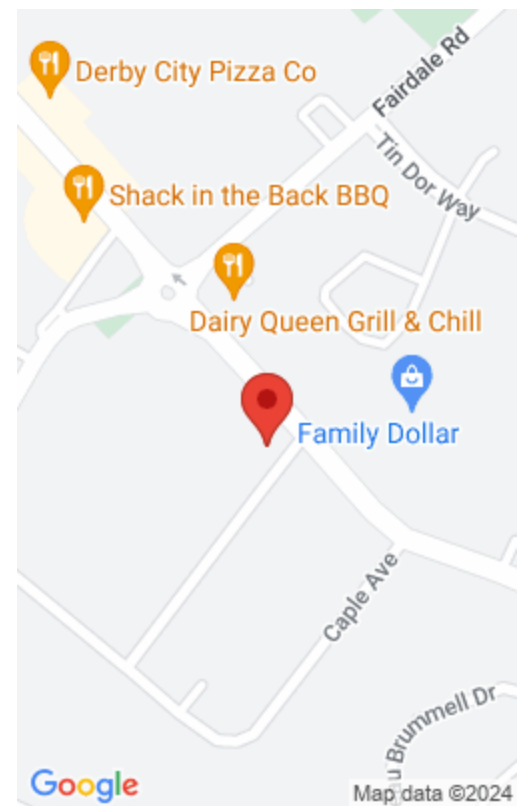 Derby City Pizza Co
Fairdale Rd
Tin Dor Way
Shack in the Back BBQ
Dairy Queen Grill & Chill
Family Dollar
Caple Ave
Brummell Dr
Google
Map data ©2024